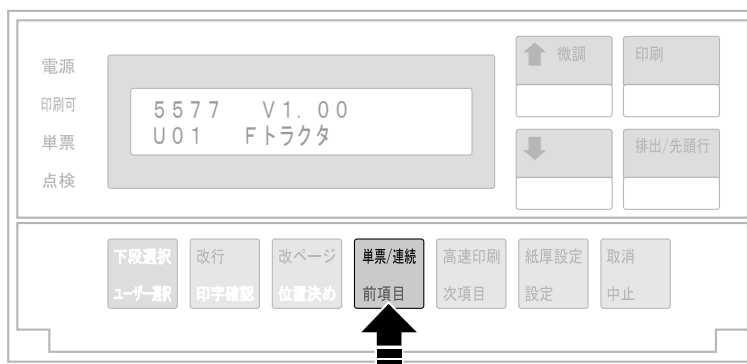 電源
印刷可
単票
点検
5577 V1.00
U01 Fトラクタ
微調
印刷
排出/先頭行
下段選択
ユーザー選択
改行
印字確認
改ページ
位置決め
単票/連続
前項目
高速印刷
次項目
紙厚設定
設定
取消
中止